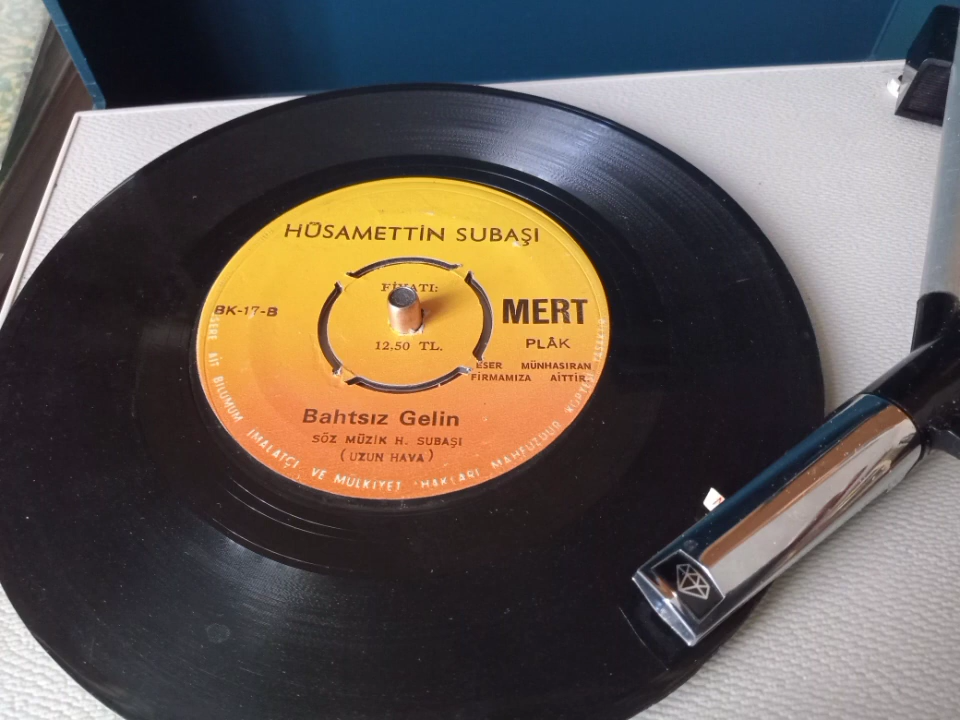 HÜSAMETTİN SUBAŞI
FİYATI:
BK-17-B
MERT
12.50 TL.
PLÂK
ESER MÜNHASIRAN
FİRMAMIZA AİTTİR.
Bahtsız Gelin
SÖZ MÜZİK H. SUBAŞI
(UZUN HAVA)
AİT BİLUMUM İMALATÇI VE MÜLKİYET HAKLARI MAHFUZDUR